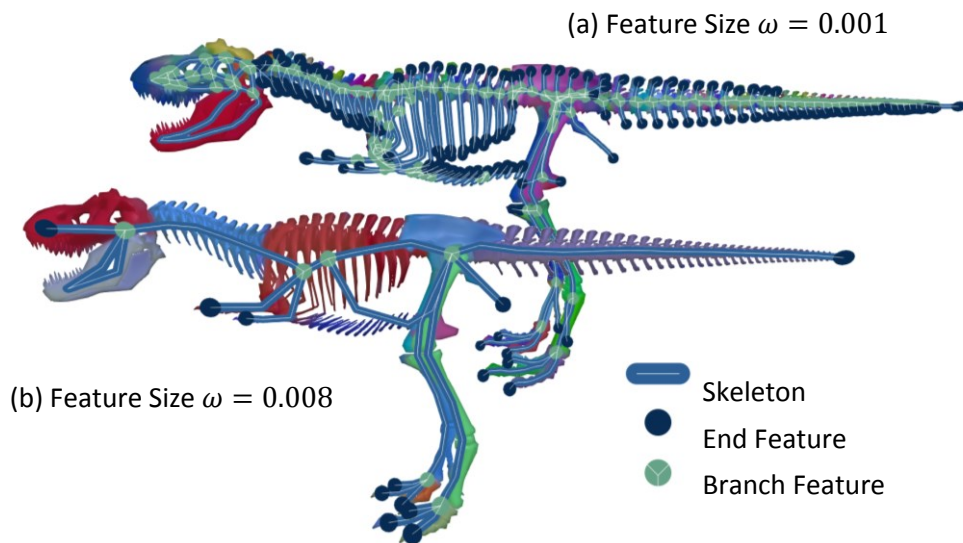 (a) Feature Size ω = 0.001
(b) Feature Size ω = 0.008
Skeleton
End Feature
Branch Feature